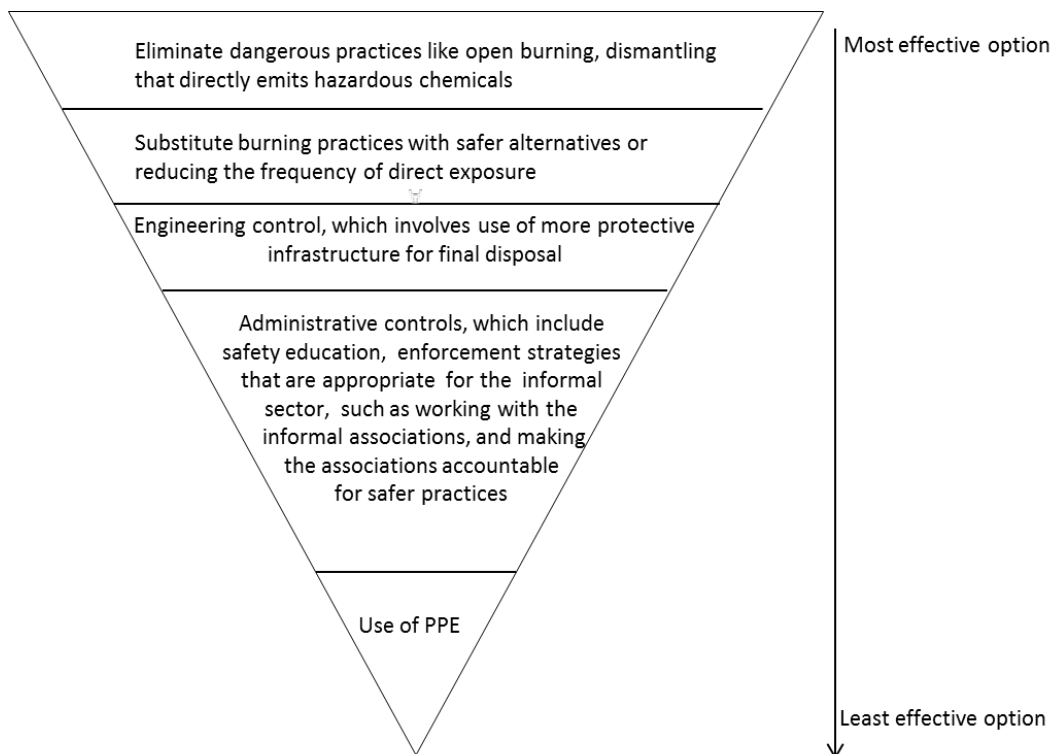 Eliminate dangerous practices like open burning, dismantling
that directly emits hazardous chemicals
Most effective option
Substitute burning practices with safer alternatives or
reducing the frequency of direct exposure
Engineering control, which involves use of more protective
infrastructure for final disposal
Administrative controls, which include
safety education, enforcement strategies
that are appropriate for the informal
sector, such as working with the
informal associations, and making
the associations accountable
for safer practices
Use of PPE
Least effective option